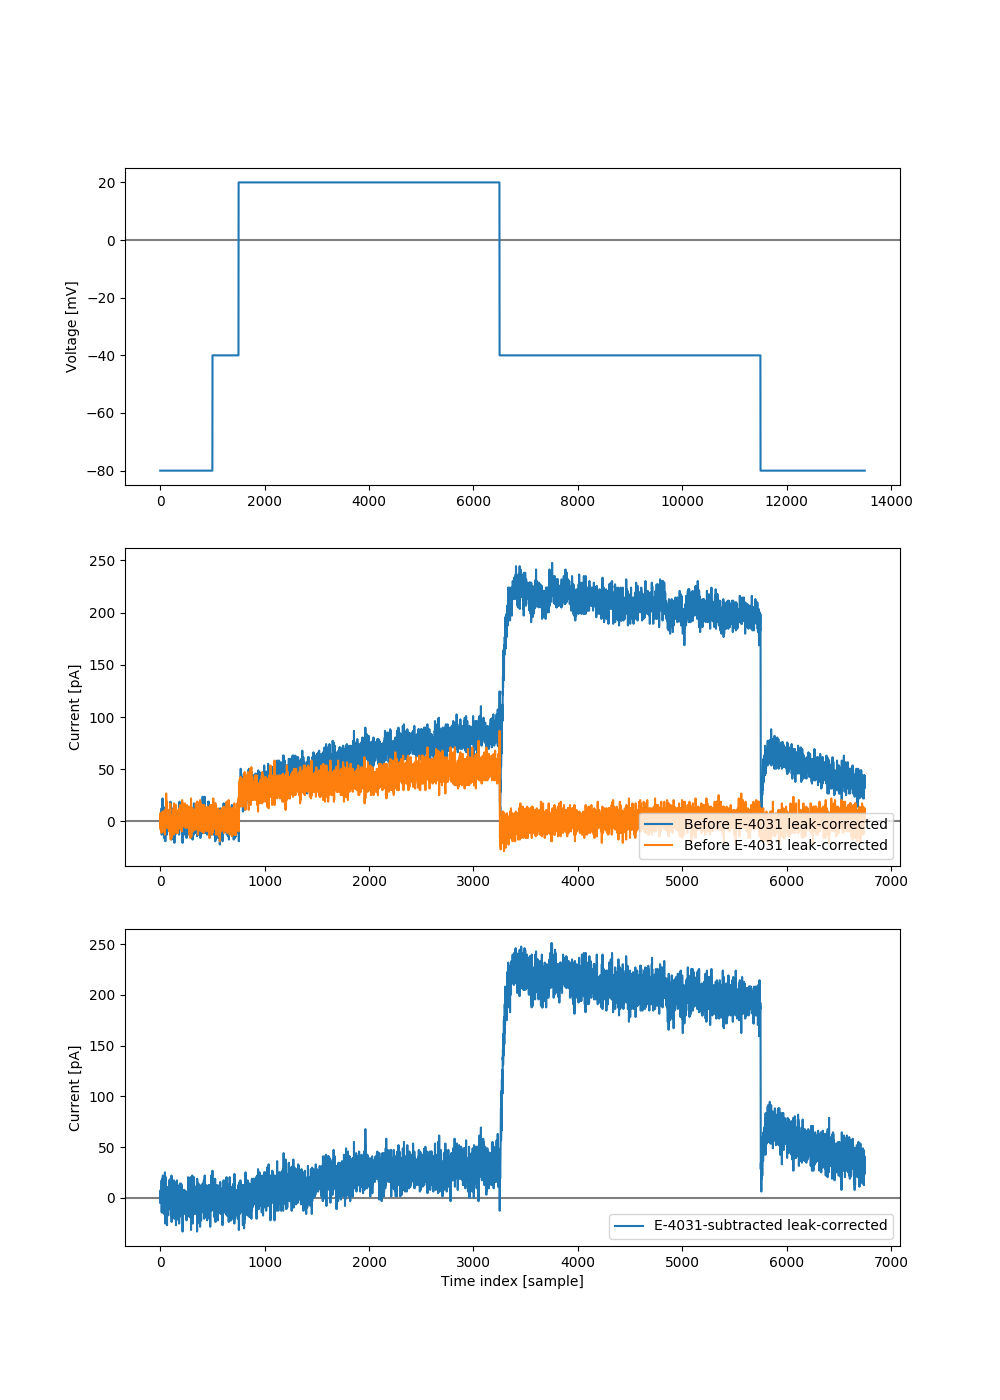 20
0
−20
−40
−60
−80
Voltage [mV]
0 2000 4000 6000 8000 10000 12000 14000
250
200
150
100
50
0
Current [pA]
Before E-4031 leak-corrected
Before E-4031 leak-corrected
0 1000 2000 3000 4000 5000 6000 7000
250
200
150
100
50
0
Current [pA]
E-4031-subtracted leak-corrected
0 1000 2000 3000 4000 5000 6000 7000
Time index [sample]